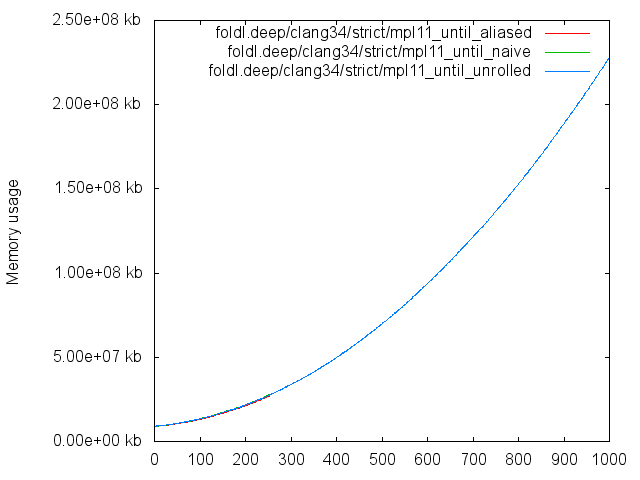 2.50e+08 kb
2.00e+08 kb
1.50e+08 kb
1.00e+08 kb
5.00e+07 kb
0.00e+00 kb
Memory usage
foldl.deep/clang34/strict/mpl11_until_aliased
foldl.deep/clang34/strict/mpl11_until_naive
foldl.deep/clang34/strict/mpl11_until_unrolled
0 100 200 300 400 500 600 700 800 900 1000